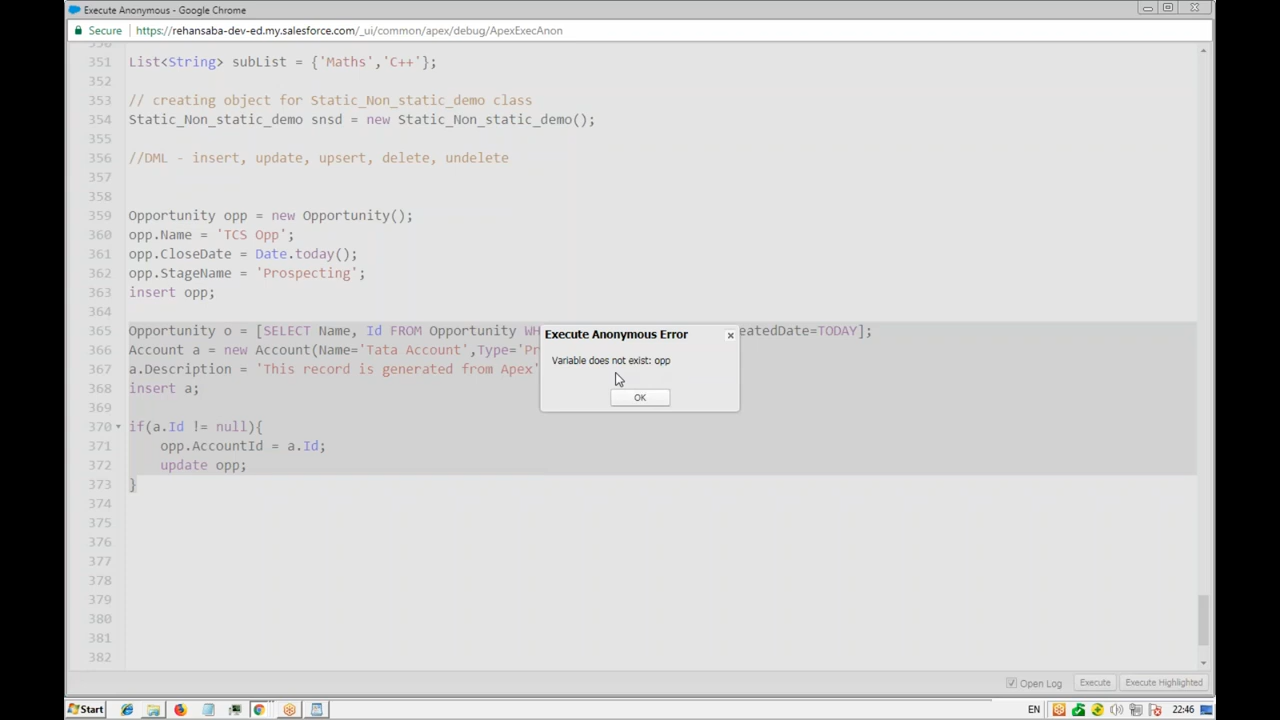 Execute Anonymous - Google Chrome
Secure https://rehansaba-dev-ed.my.salesforce.com/_ui/common/apex/debug/ApexExecAnon
351 List<String> subList = {'Maths','C++'};
352
353 // creating object for Static_Non_static_demo class
354 Static_Non_static_demo snsd = new Static_Non_static_demo();
355
356 //DML - insert, update, upsert, delete, undelete
357
358
359 Opportunity opp = new Opportunity();
360 opp.Name = 'TCS Opp';
361 opp.CloseDate = Date.today();
362 opp.StageName = 'Prospecting';
363 insert opp;
364
365 Opportunity o = [SELECT Name, Id FROM Opportunity WH eatedDate=TODAY];
366 Account a = new Account(Name='Tata Account',Type='Pr
367 a.Description = 'This record is generated from Apex'
368 insert a;
369
370 if(a.Id != null){
371 opp.AccountId = a.Id;
372 update opp;
373 }
374
375
376
377
378
379
380
381
382
Execute Anonymous Error
Variable does not exist: opp
OK
Open Log Execute Execute Highlighted
Start EN 22:46